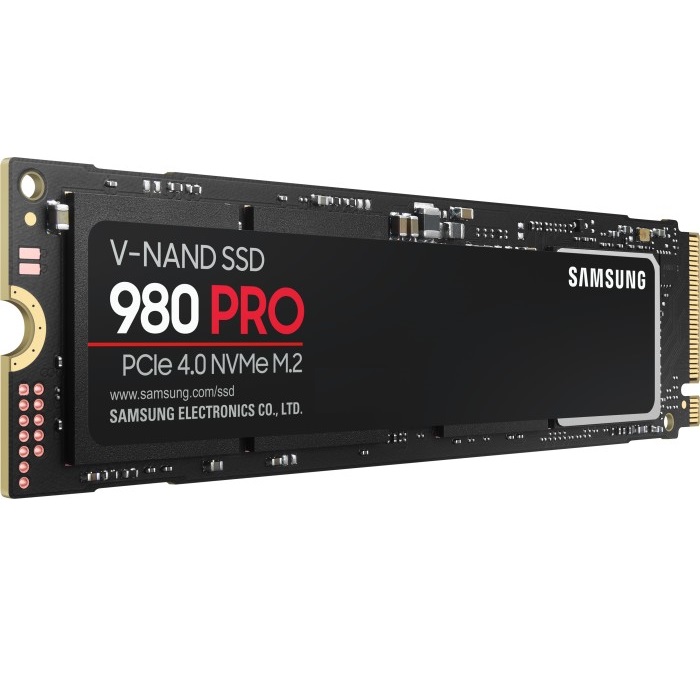 V-NAND SSD
980 PRO
PCIe 4.0 NVMe M.2
www.samsung.com/ssd
SAMSUNG ELECTRONICS CO., LTD.
SAMSUNG